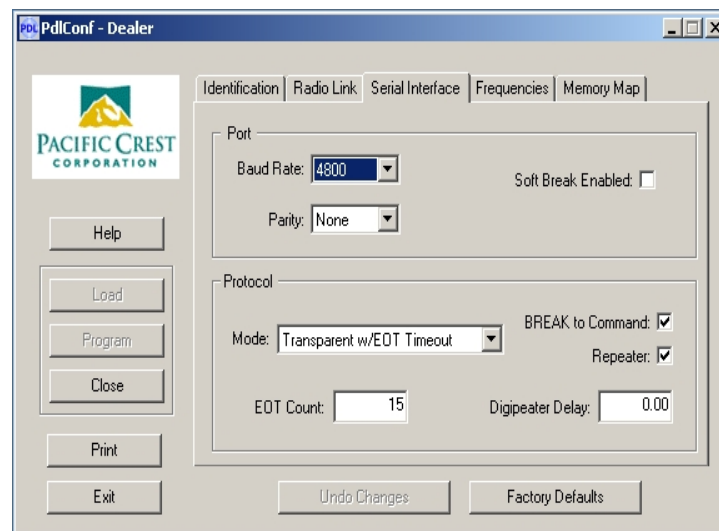 PDL PdlConf - Dealer
PACIFIC CREST
CORPORATION
Help
Load
Program
Close
Print
Exit
Identification Radio Link Serial Interface Frequencies Memory Map
Port
Baud Rate: 4800 Soft Break Enabled:
Parity: None
Protocol
BREAK to Command:
Mode: Transparent w/EOT Timeout
Repeater:
EOT Count: 15 Digipeater Delay: 0.00
Undo Changes Factory Defaults